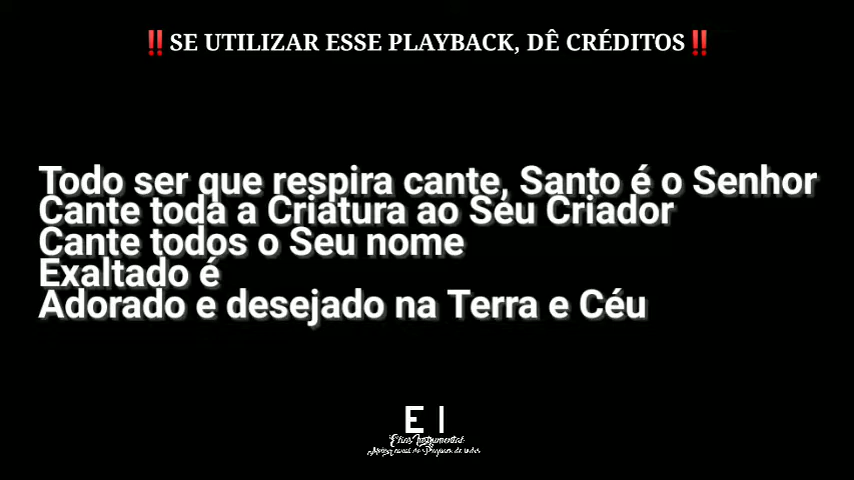 ‼️SE UTILIZAR ESSE PLAYBACK, DÊ CRÉDITOS‼️
Todo ser que respira cante, Santo é o Senhor
Cante toda a Criatura ao Seu Criador
Cante todos o Seu nome
Exaltado é
Adorado e desejado na Terra e Céu
E I